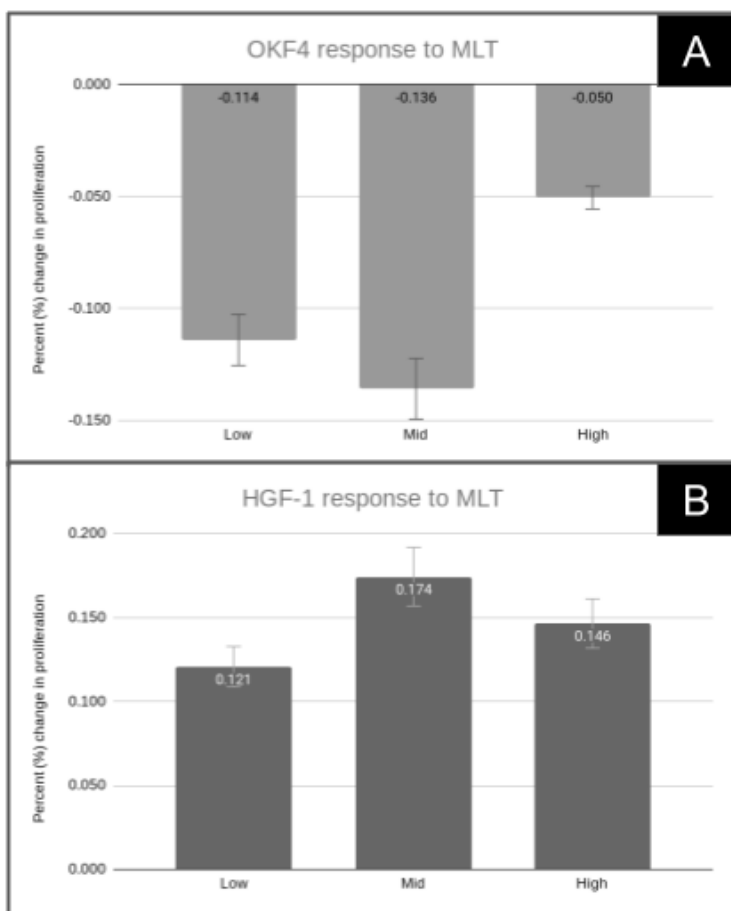 OKF4 response to MLT
A
Percent (%) change in proliferation
0.000
-0.050
-0.100
-0.150
-0.114
-0.136
-0.050
Low
Mid
High
HGF-1 response to MLT
B
Percent (%) change in proliferation
0.200
0.150
0.100
0.050
0.000
0.121
0.174
0.146
Low
Mid
High